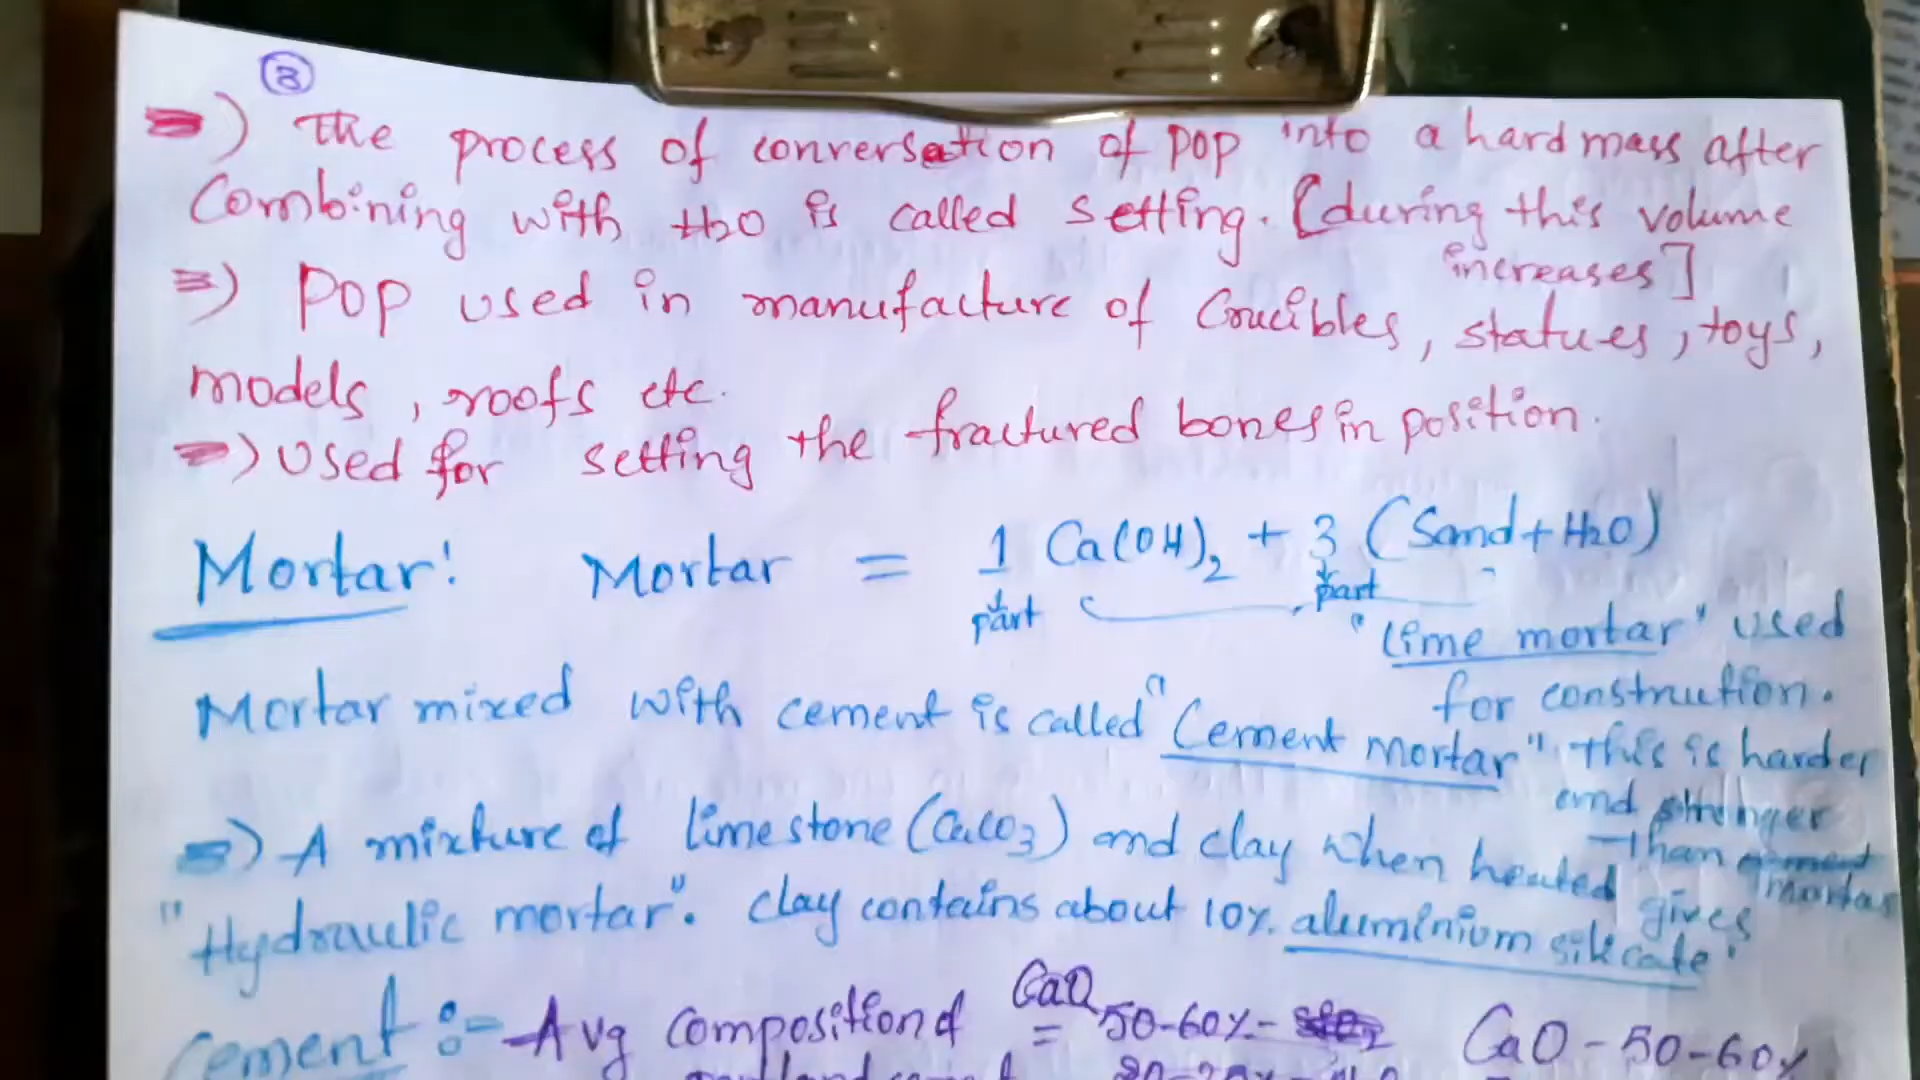 3
⇒) The process of conversation of POP into a hard mass after
Combining with H2O is called setting. [during this volume
increases]
⇒) POP used in manufacture of Crucibles, statues, toys,
models, roofs etc.
⇒) Used for setting the fractured bones in position.
Mortar: Mortar = 1 Ca(OH)2 + 3 (Sand + H2O)
part part
"lime mortar" used
for construction.
Mortar mixed with cement is called "Cement mortar". this is harder
and stronger
than mortar
⇒) A mixture of limestone (CaCO3) and clay when heated gives
"Hydraulic mortar". clay contains about 10%. aluminium silicate"
Cement :- Avg composition of CaO = 50-60%- CaO - 50-60%